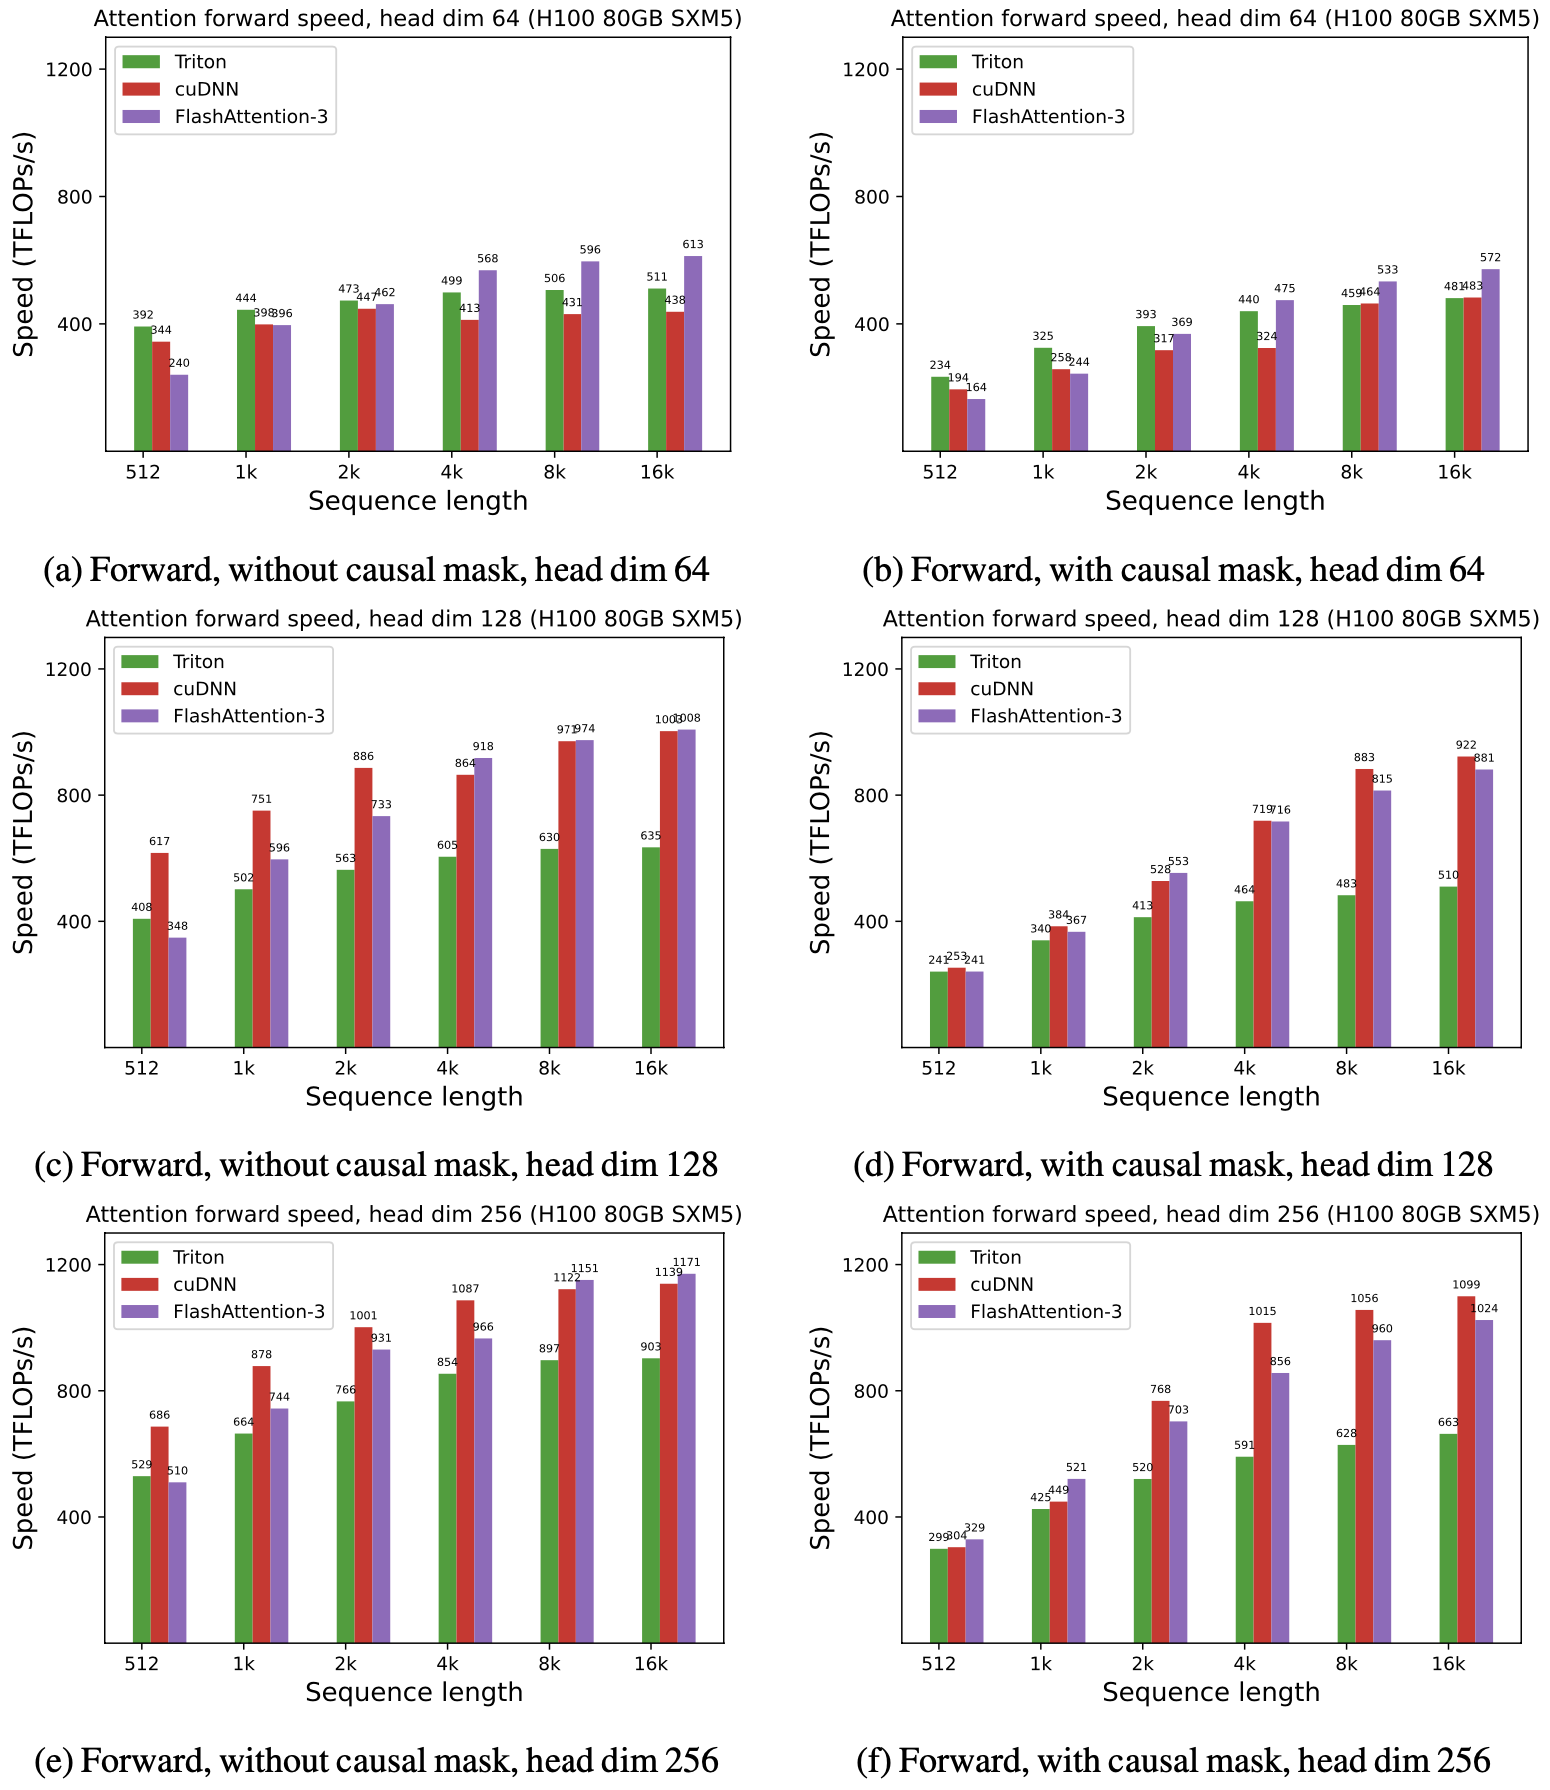 Attention forward speed, head dim 64 (H100 80GB SXM5)
Triton
cuDNN
FlashAttention-3
Speed (TFLOPs/s)
1200
800
400
392 344 240
444 398 396
473 447 462
499 413 568
506 431 596
511 438 613
512 1k 2k 4k 8k 16k
Sequence length
(a) Forward, without causal mask, head dim 64
Attention forward speed, head dim 64 (H100 80GB SXM5)
Triton
cuDNN
FlashAttention-3
Speed (TFLOPs/s)
1200
800
400
234 194 164
325 258 244
393 317 369
440 324 475
459 464 533
481 483 572
512 1k 2k 4k 8k 16k
Sequence length
(b) Forward, with causal mask, head dim 64
Attention forward speed, head dim 128 (H100 80GB SXM5)
Triton
cuDNN
FlashAttention-3
Speed (TFLOPs/s)
1200
800
400
408 617 348
502 751 596
563 886 733
605 864 918
630 971 974
635 1003 1008
512 1k 2k 4k 8k 16k
Sequence length
(c) Forward, without causal mask, head dim 128
Attention forward speed, head dim 128 (H100 80GB SXM5)
Triton
cuDNN
FlashAttention-3
Speed (TFLOPs/s)
1200
800
400
241 253 241
340 384 367
413 528 553
464 719 716
483 883 815
510 922 881
512 1k 2k 4k 8k 16k
Sequence length
(d) Forward, with causal mask, head dim 128
Attention forward speed, head dim 256 (H100 80GB SXM5)
Triton
cuDNN
FlashAttention-3
Speed (TFLOPs/s)
1200
800
400
529 686 510
664 878 744
766 1001 931
854 1087 966
897 1122 1151
903 1139 1171
512 1k 2k 4k 8k 16k
Sequence length
(e) Forward, without causal mask, head dim 256
Attention forward speed, head dim 256 (H100 80GB SXM5)
Triton
cuDNN
FlashAttention-3
Speed (TFLOPs/s)
1200
800
400
299 304 329
425 449 521
520 768 703
591 1015 856
628 1056 960
663 1099 1024
512 1k 2k 4k 8k 16k
Sequence length
(f) Forward, with causal mask, head dim 256